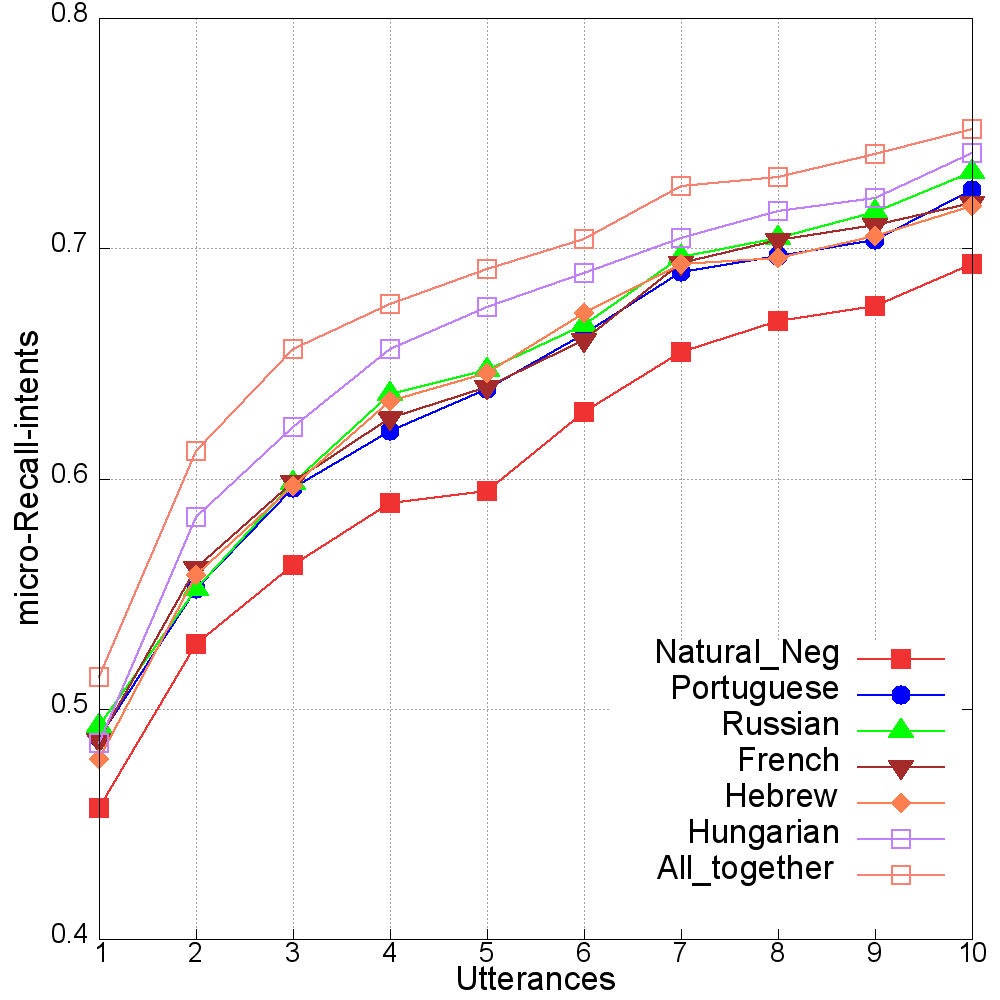 0.8
0.7
0.6
0.5
0.4
micro-Recall-intents
Natural_Neg
Portuguese
Russian
French
Hebrew
Hungarian
All_together
1 2 3 4 5 6 7 8 9 10
Utterances